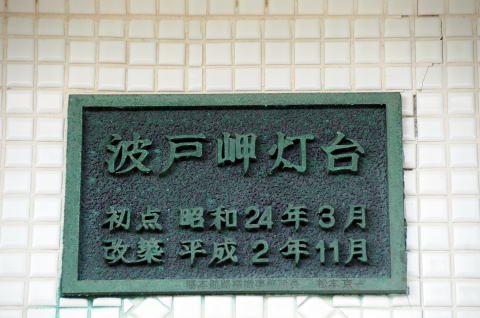 波戸岬灯台
初点 昭和24年3月
改築 平成2年11月